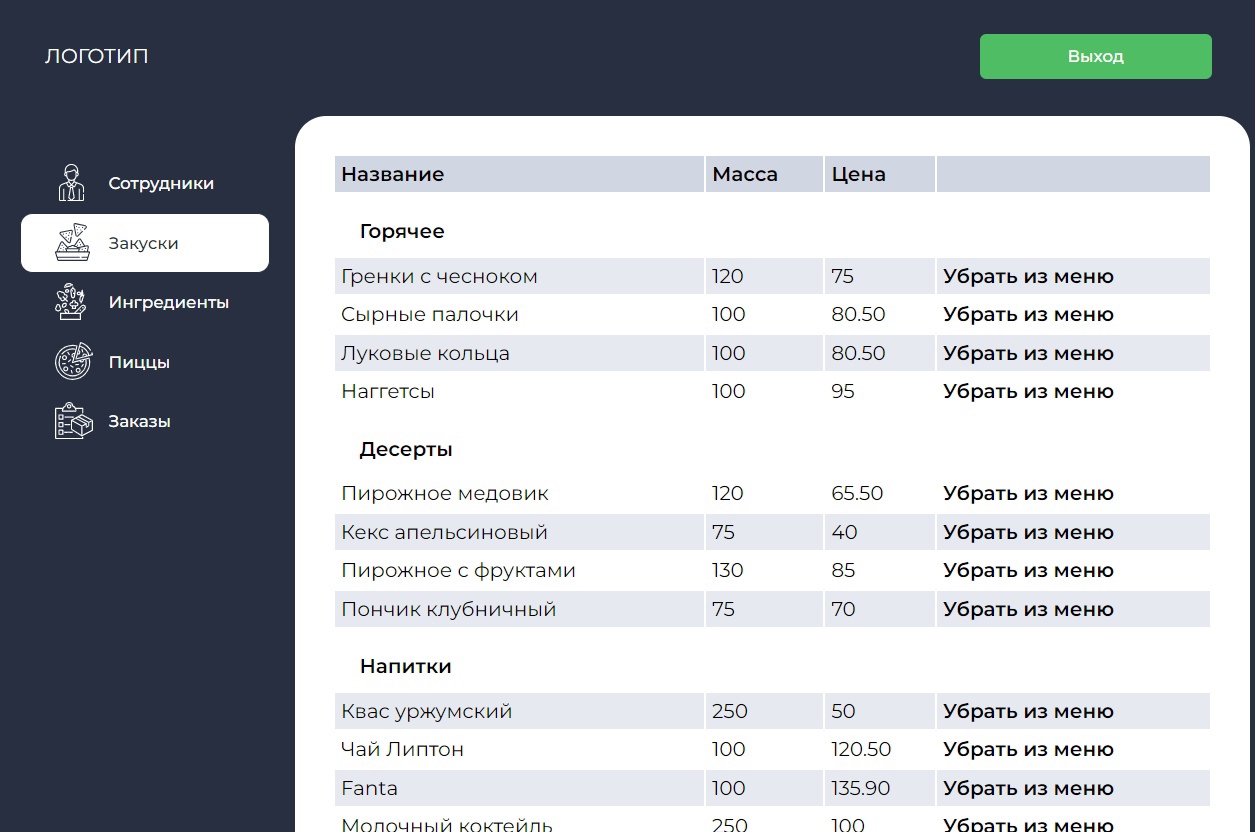 ЛОГОТИП
Выход
Сотрудники
Закуски
Ингредиенты
Пиццы
Заказы
Название Масса Цена
Горячее
Гренки с чесноком 120 75 Убрать из меню
Сырные палочки 100 80.50 Убрать из меню
Луковые кольца 100 80.50 Убрать из меню
Наггетсы 100 95 Убрать из меню
Десерты
Пирожное медовик 120 65.50 Убрать из меню
Кекс апельсиновый 75 40 Убрать из меню
Пирожное с фруктами 130 85 Убрать из меню
Пончик клубничный 75 70 Убрать из меню
Напитки
Квас уржумский 250 50 Убрать из меню
Чай Липтон 100 120.50 Убрать из меню
Fanta 100 135.90 Убрать из меню
Молочный коктейль 250 100 Убрать из меню